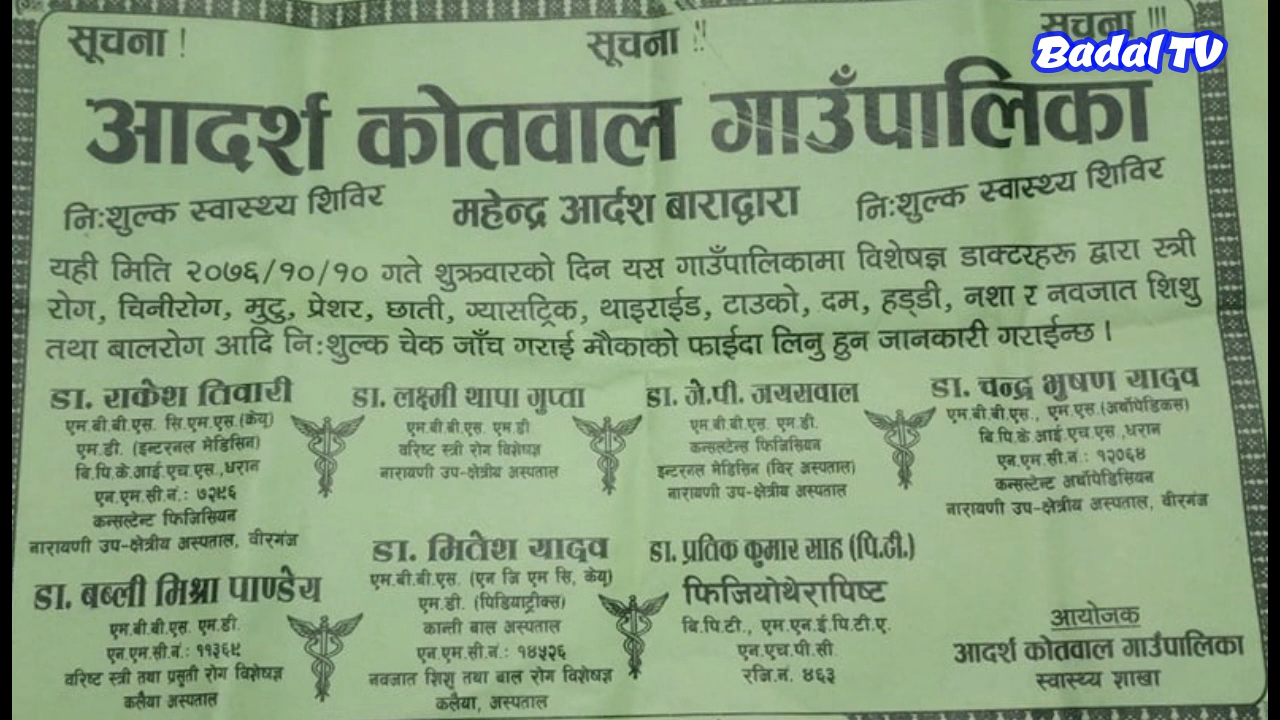 सूचना ! सूचना !! सूचना !!!
Badal TV
आदर्श कोतवाल गाउँपालिका
नि:शुल्क स्वास्थ्य शिविर महेन्द्र आर्दश बाराद्वारा नि:शुल्क स्वास्थ्य शिविर
यही मिति २०७६/१०/१० गते शुक्रवारको दिन यस गाउँपालिकामा विशेषज्ञ डाक्टरहरू द्वारा स्त्री
रोग, चिनीरोग, मुटु, प्रेशर, छाती, ग्यासट्रिक, थाइराईड, टाउको, दम, हड्डी, नशा र नवजात शिशु
तथा बालरोग आदि नि:शुल्क चेक जाँच गराई मौकाको फाईदा लिनु हुन जानकारी गराईन्छ।
डा. राकेश तिवारी
एम.बी.बी.एस. सि.एम.एस.(केयु)
एम.डी. (इन्टरनल मेडिसिन)
बि.पि.के.आई.एच.एस.,धरान
एन.एम.सी.नं.: ७२९६
कन्सल्टेन्ट फिजिसियन
नारायणी उप-क्षेत्रीय अस्पताल, वीरगंज
डा. लक्ष्मी थापा गुप्ता
एम.बी.बी.एस. एम.डी
वरिष्ट स्त्री रोग विशेषज्ञ
नारायणी उप-क्षेत्रीय अस्पताल
डा. जे.पी. जयसवाल
एम.बी.बी.एस. एम.डी.
कन्सल्टेन्स फिजिसियन
इन्टरनल मेडिसिन (विर अस्पताल)
नारायणी उप-क्षेत्रीय अस्पताल
डा. चन्द्र भुषण यादव
एम.बी.बी.एस., एम.एस.(अर्थोपेडिकस)
बि.पि.के.आई.एच.एस.,धरान
एन.एम.सी.नं.: १२०६४
कन्सल्टेन्ट अर्थोपेडिसियन
नारायणी उप-क्षेत्रीय अस्पताल, वीरगंज
डा. बब्ली मिश्रा पाण्डेय
एम.बी.बी.एस. एम.डी.
एन.एम.सी.नं.: ११३६९
वरिष्ट स्त्री तथा प्रसुती रोग विशेषज्ञ
कलैया अस्पताल
डा. मितेश यादव
एम.बी.बी.एस. (एन जि एम सि, केयु)
एम.डी. (पिडियाट्रीक्स)
कान्ती बाल अस्पताल
एन.एम.सी.नं.: १४५२६
नवजात शिशु तथा बाल रोग विशेषज्ञ
कलैया, अस्पताल
डा. प्रतिक कुमार साह (पि.टी.)
फिजियोथेरापिष्ट
बि.पि.टी., एम.एन.ई.पि.टी.ए.
एन.एच.पी.सी.
रजि.नं. ४६३
आयोजक
आदर्श कोतवाल गाउँपालिका
स्वास्थ्य शाखा